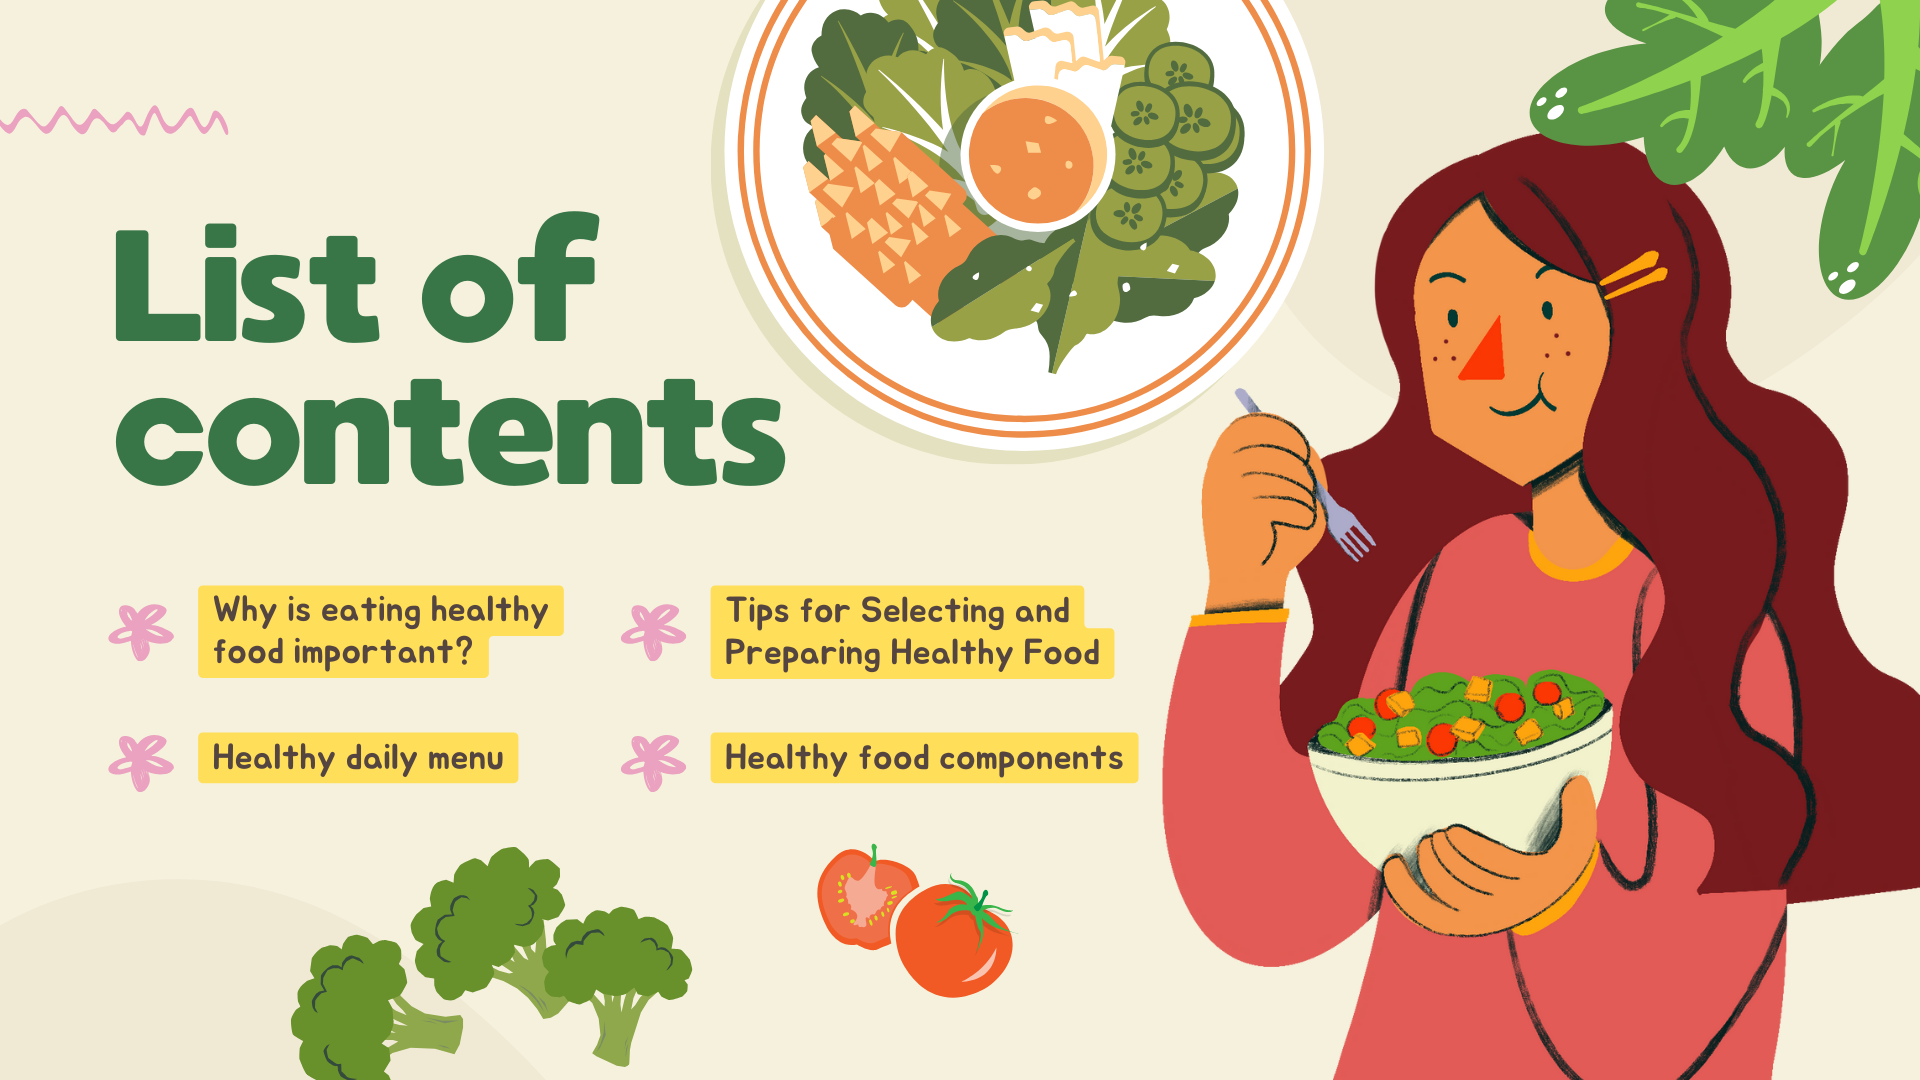 List of
contents
Why is eating healthy
food important?
Tips for Selecting and
Preparing Healthy Food
Healthy daily menu
Healthy food components